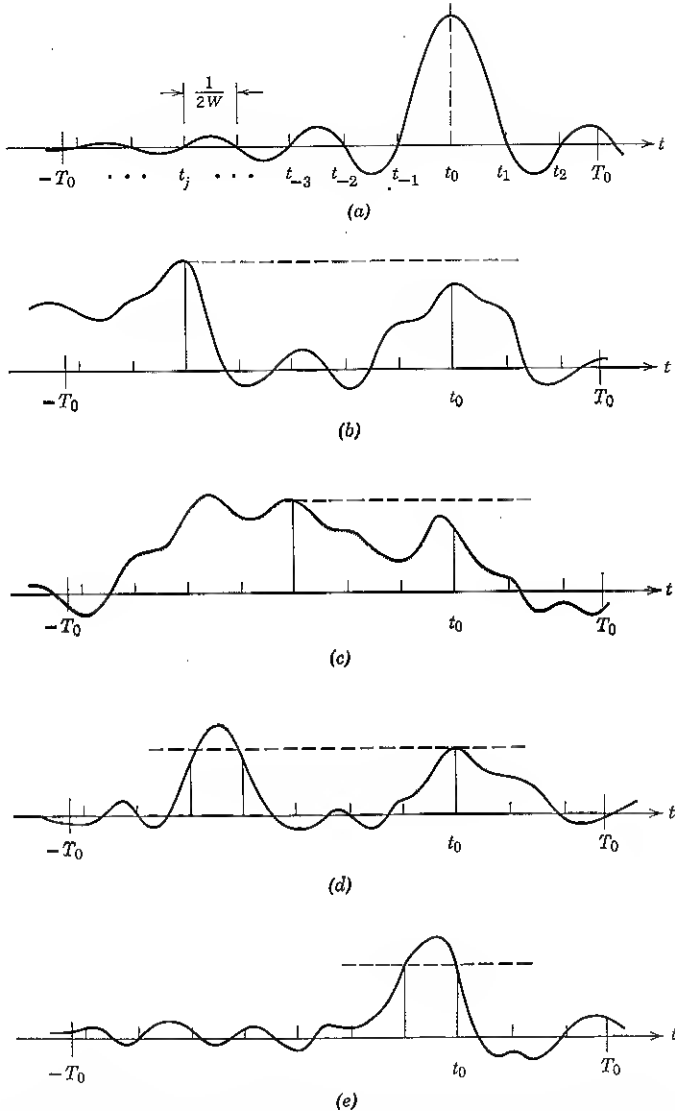 1
2W
t
−T₀ . . . t_j . . . t₋₃ t₋₂ t₋₁ t₀ t₁ t₂ T₀
(a)
t
−T₀ t₀ T₀
(b)
t
−T₀ t₀ T₀
(c)
t
−T₀ t₀ T₀
(d)
t
−T₀ t₀ T₀
(e)